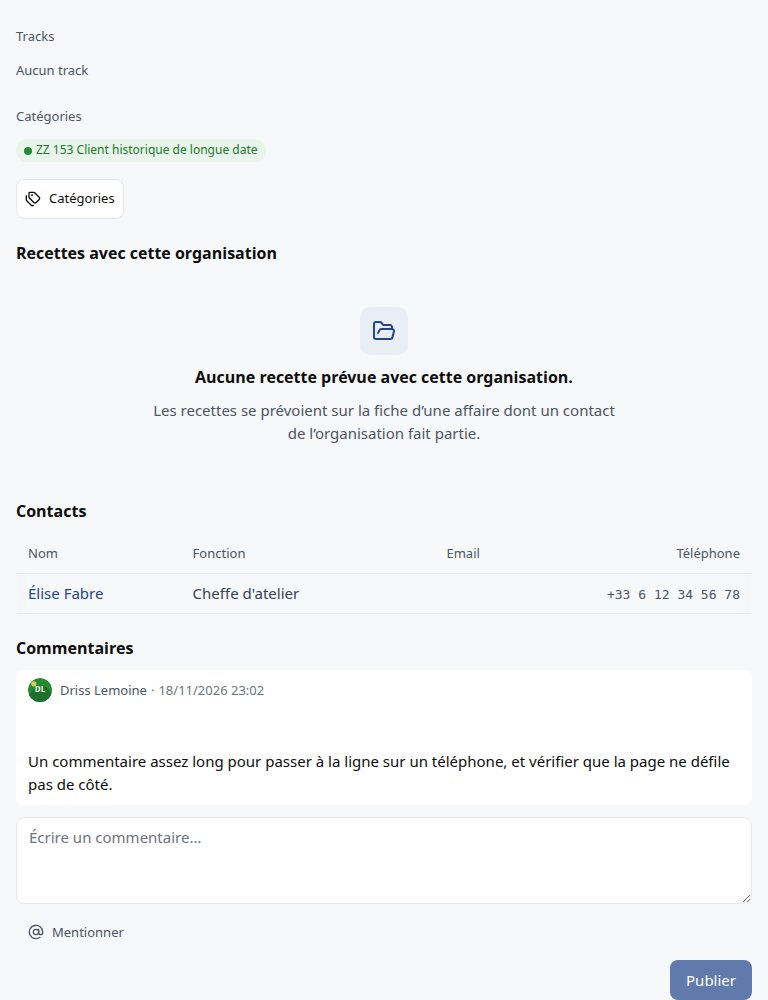 Tracks
Aucun track
Catégories
ZZ 153 Client historique de longue date
Catégories
Recettes avec cette organisation
Aucune recette prévue avec cette organisation.
Les recettes se prévoient sur la fiche d’une affaire dont un contact
de l’organisation fait partie.
Contacts
Nom Fonction Email Téléphone
Élise Fabre Cheffe d'atelier +33 6 12 34 56 78
Commentaires
DL Driss Lemoine · 18/11/2026 23:02
Un commentaire assez long pour passer à la ligne sur un téléphone, et vérifier que la page ne défile
pas de côté.
Écrire un commentaire…
Mentionner
Publier